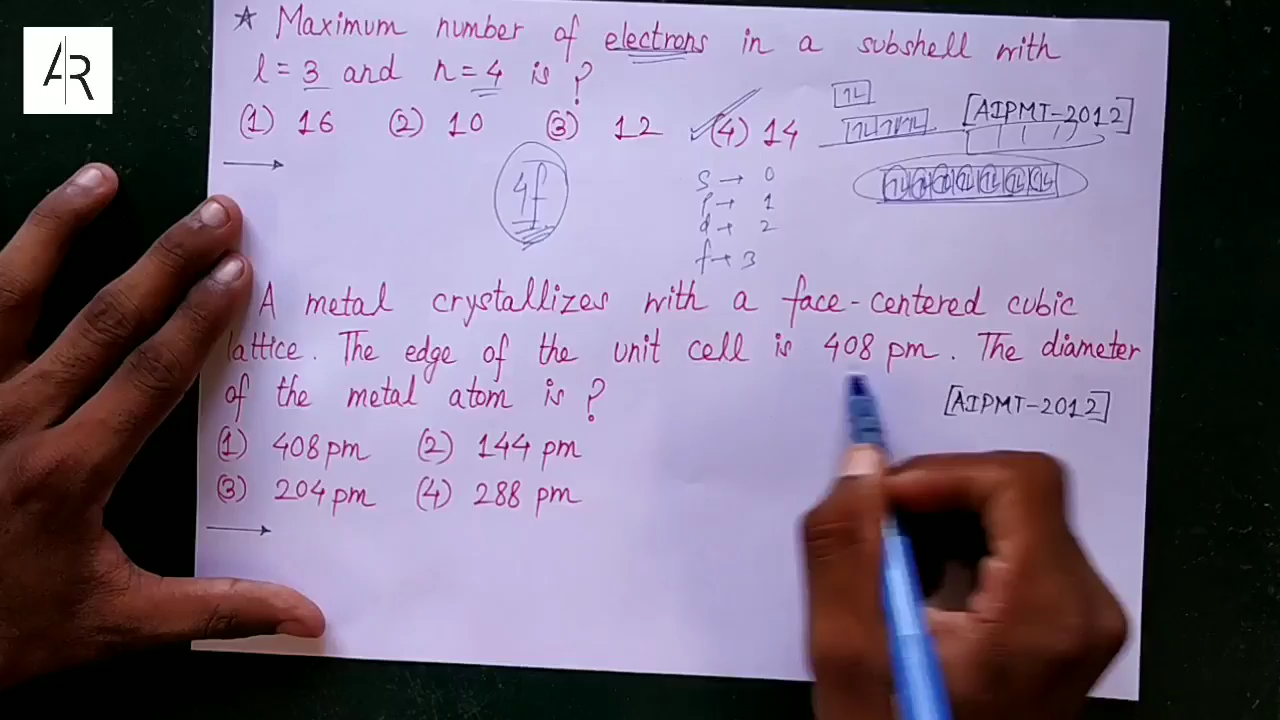 AR
☆ Maximum number of electrons in a subshell with
l = 3 and n = 4 is ?
(1) 16 (2) 10 (3) 12 (4) 14
[AIPMT-2012]
4f
s → 0
p → 1
d → 2
f → 3
A metal crystallizes with a face-centered cubic
lattice. The edge of the unit cell is 408 pm. The diameter
of the metal atom is ?
[AIPMT-2012]
(1) 408 pm (2) 144 pm
(3) 204 pm (4) 288 pm